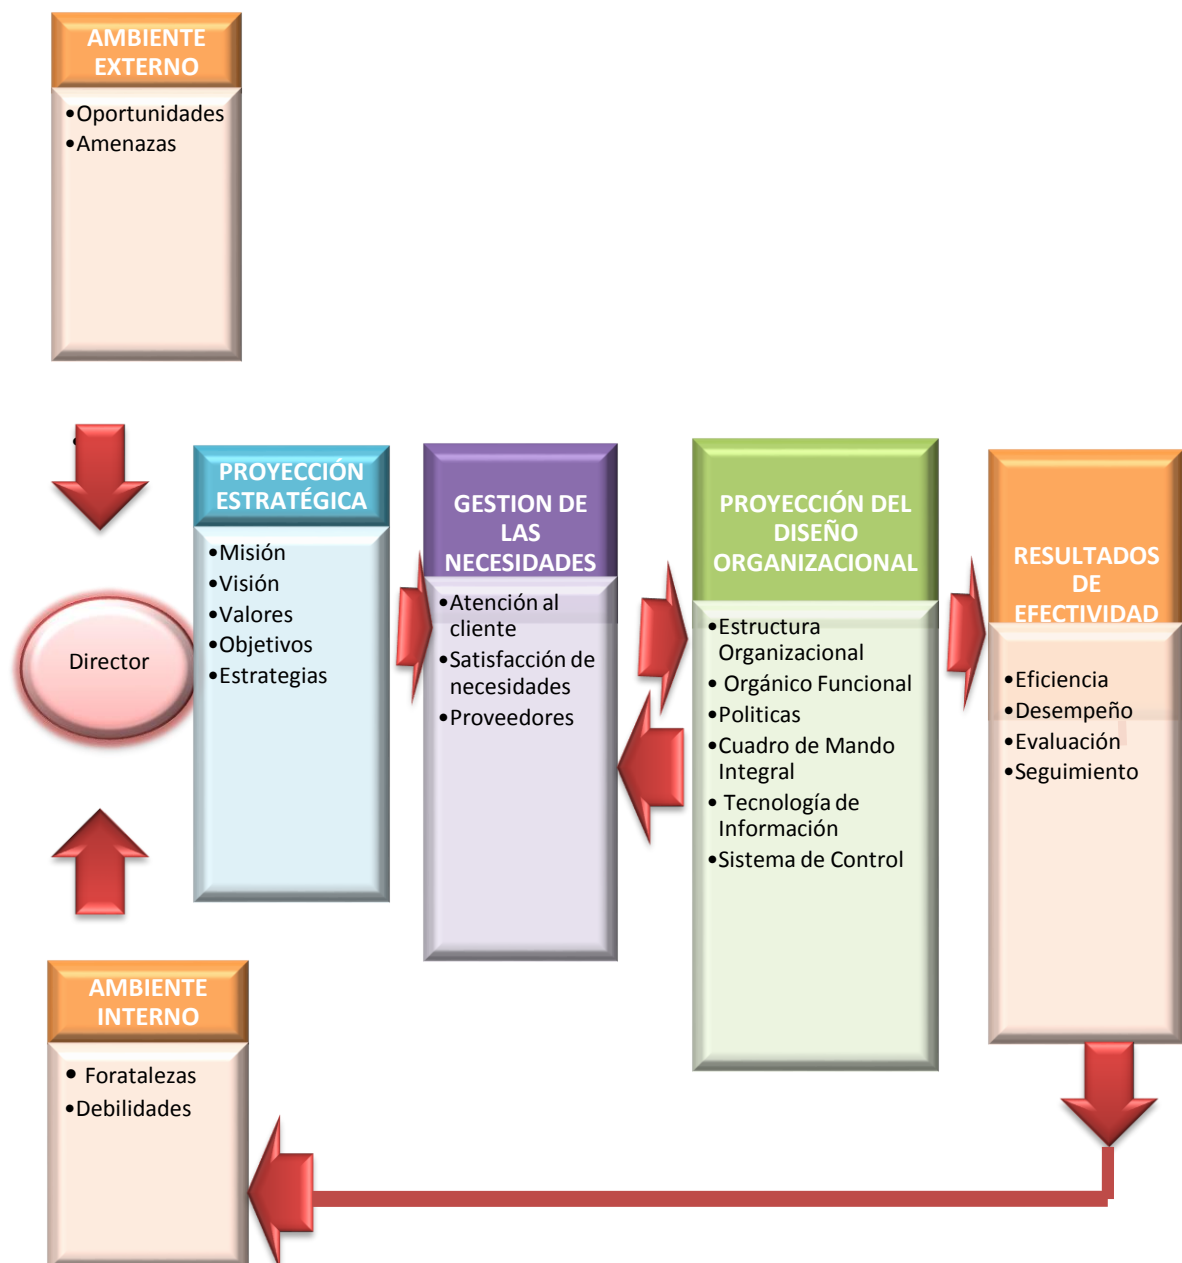 AMBIENTE
EXTERNO
•Oportunidades
•Amenazas
•
Director
PROYECCIÓN
ESTRATÉGICA
•Misión
•Visión
•Valores
•Objetivos
•Estrategias
GESTION DE
LAS
NECESIDADES
•Atención al
cliente
•Satisfacción de
necesidades
•Proveedores
PROYECCIÓN DEL
DISEÑO
ORGANIZACIONAL
•Estructura
Organizacional
• Orgánico Funcional
•Politicas
•Cuadro de Mando
Integral
• Tecnología de
Información
•Sistema de Control
RESULTADOS
DE
EFECTIVIDAD
•Eficiencia
•Desempeño
•Evaluación
•Seguimiento
AMBIENTE
INTERNO
• Foratalezas
•Debilidades